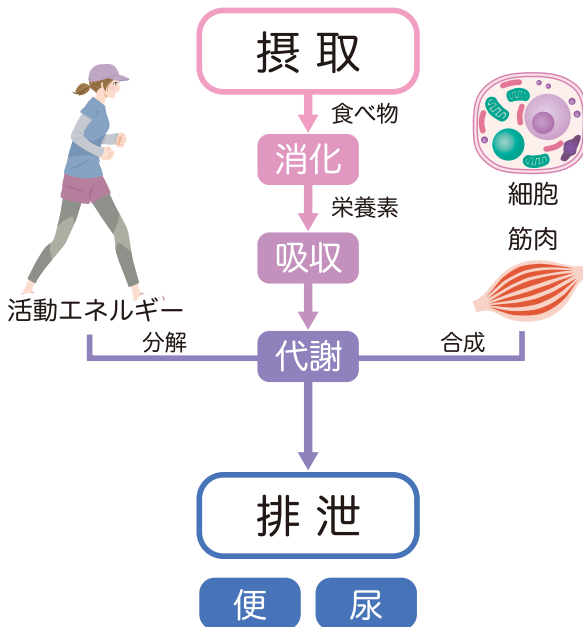 摂取
食べ物
消化
栄養素
吸収
細胞
筋肉
活動エネルギー
分解
代謝
合成
排泄
便
尿